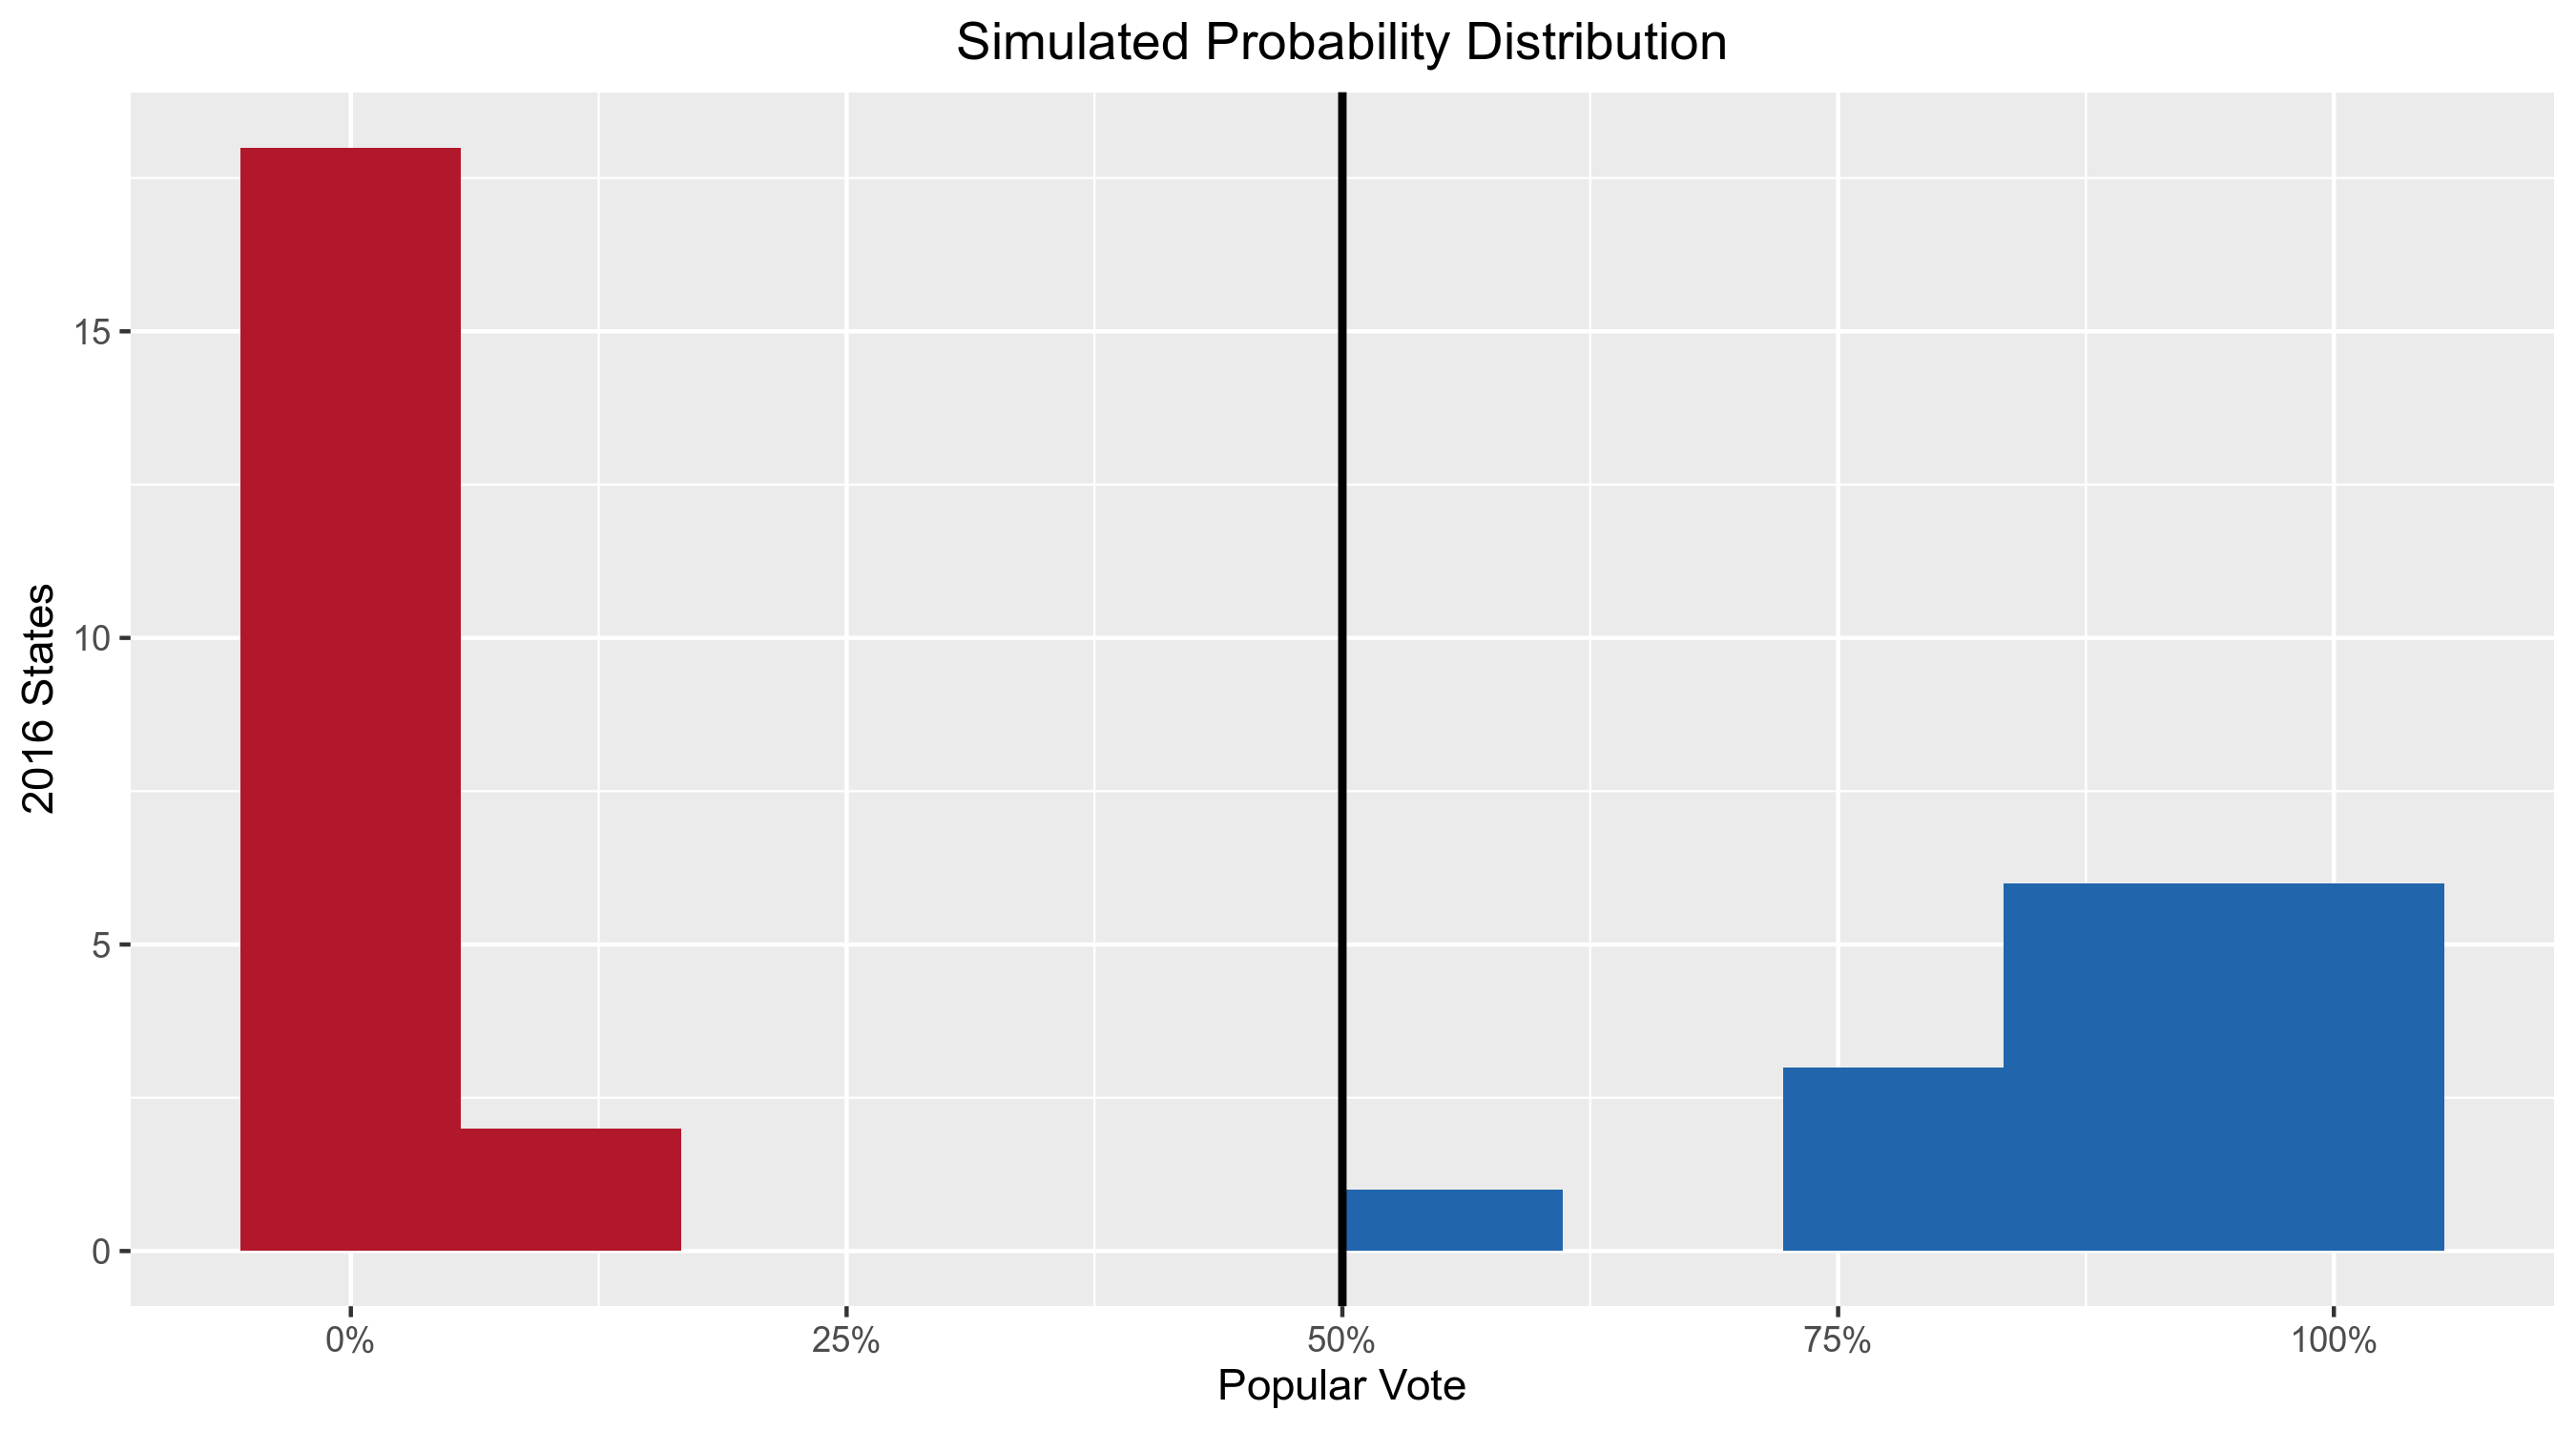 Simulated Probability Distribution
2016 States
15
10
5
0
0% 25% 50% 75% 100%
Popular Vote